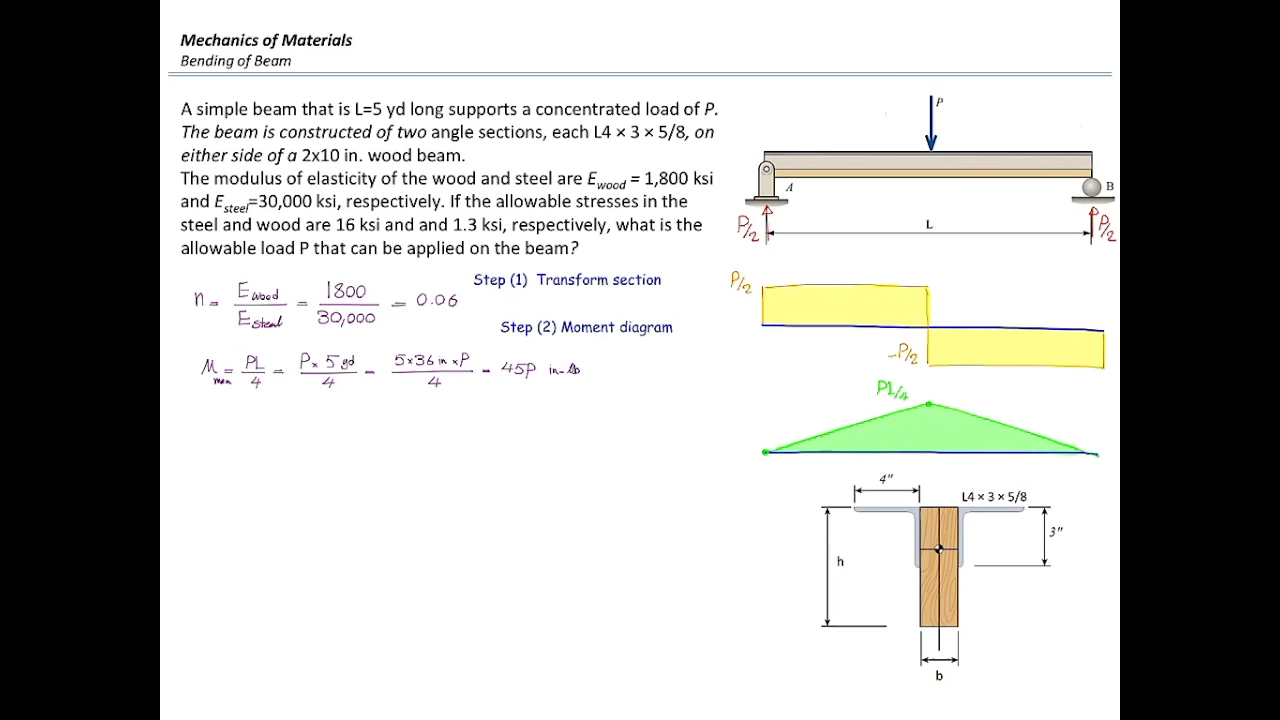 Mechanics of Materials
Bending of Beam
A simple beam that is L=5 yd long supports a concentrated load of P.
The beam is constructed of two angle sections, each L4 × 3 × 5/8, on
either side of a 2x10 in. wood beam.
The modulus of elasticity of the wood and steel are E_wood = 1,800 ksi
and E_steel=30,000 ksi, respectively. If the allowable stresses in the
steel and wood are 16 ksi and and 1.3 ksi, respectively, what is the
allowable load P that can be applied on the beam?
P
A
B
P/2
P/2
L
Step (1) Transform section
n = E_wood / E_steel = 1800 / 30,000 = 0.06
Step (2) Moment diagram
M_max = PL/4 = P × 5 yd / 4 = 5×36 in × P / 4 = 45P in-lb
P/2
-P/2
PL/4
4"
L4 × 3 × 5/8
3"
h
b